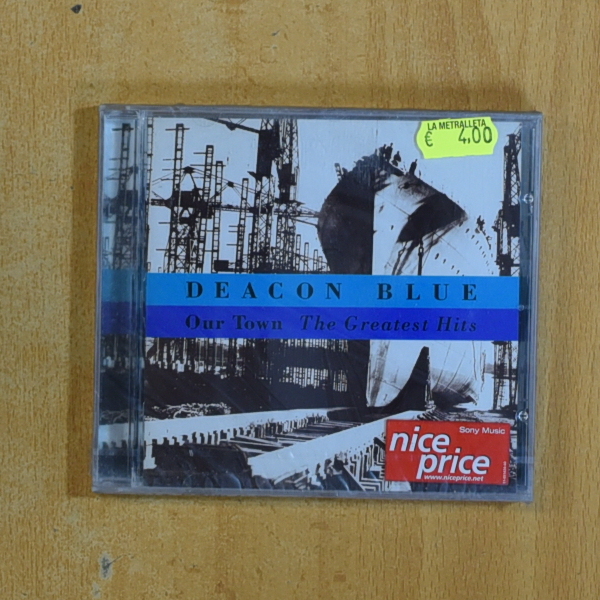 LA METRALLETA
€ 4,00
DEACON BLUE
Our Town The Greatest Hits
Sony Music
nice
price
www.niceprice.net